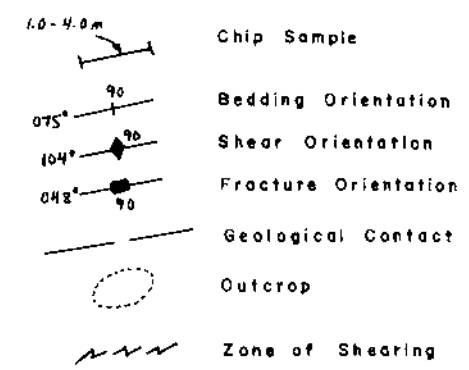 1.0 - 4.0 m
Chip Sample
90
075° Bedding Orientation
90
104° Shear Orientation
048° Fracture Orientation
90
Geological Contact
Outcrop
Zone of Shearing